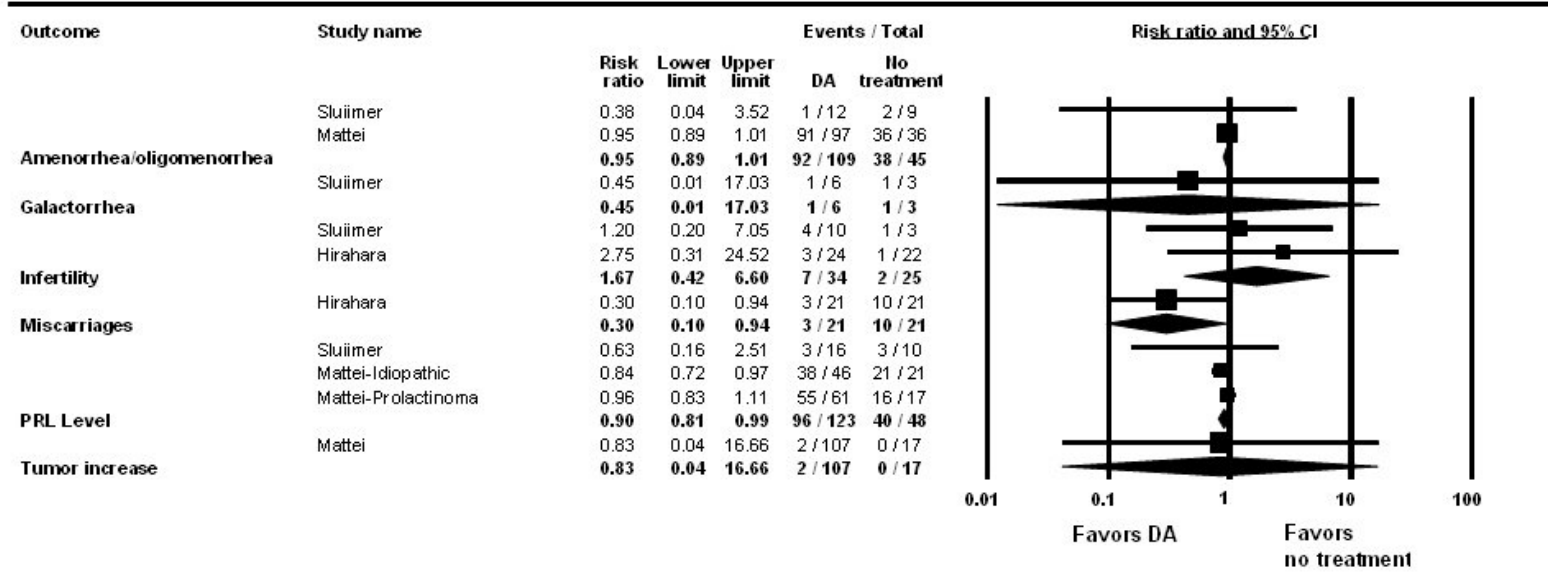 Outcome Study name Events / Total Risk ratio and 95% CI
Risk ratio Lower limit Upper limit DA No treatment
Sluiimer 0.38 0.04 3.52 1 / 12 2 / 9
Mattei 0.95 0.89 1.01 91 / 97 36 / 36
Amenorrhea/oligomenorrhea 0.95 0.89 1.01 92 / 109 38 / 45
Sluiimer 0.45 0.01 17.03 1 / 6 1 / 3
Galactorrhea 0.45 0.01 17.03 1 / 6 1 / 3
Sluiimer 1.20 0.20 7.05 4 / 10 1 / 3
Hirahara 2.75 0.31 24.52 3 / 24 1 / 22
Infertility 1.67 0.42 6.60 7 / 34 2 / 25
Hirahara 0.30 0.10 0.94 3 / 21 10 / 21
Miscarriages 0.30 0.10 0.94 3 / 21 10 / 21
Sluiimer 0.63 0.16 2.51 3 / 16 3 / 10
Mattei-Idiopathic 0.84 0.72 0.97 38 / 46 21 / 21
Mattei-Prolactinoma 0.96 0.83 1.11 55 / 61 16 / 17
PRL Level 0.90 0.81 0.99 96 / 123 40 / 48
Mattei 0.83 0.04 16.66 2 / 107 0 / 17
Tumor increase 0.83 0.04 16.66 2 / 107 0 / 17
0.01 0.1 1 10 100
Favors DA Favors
no treatment